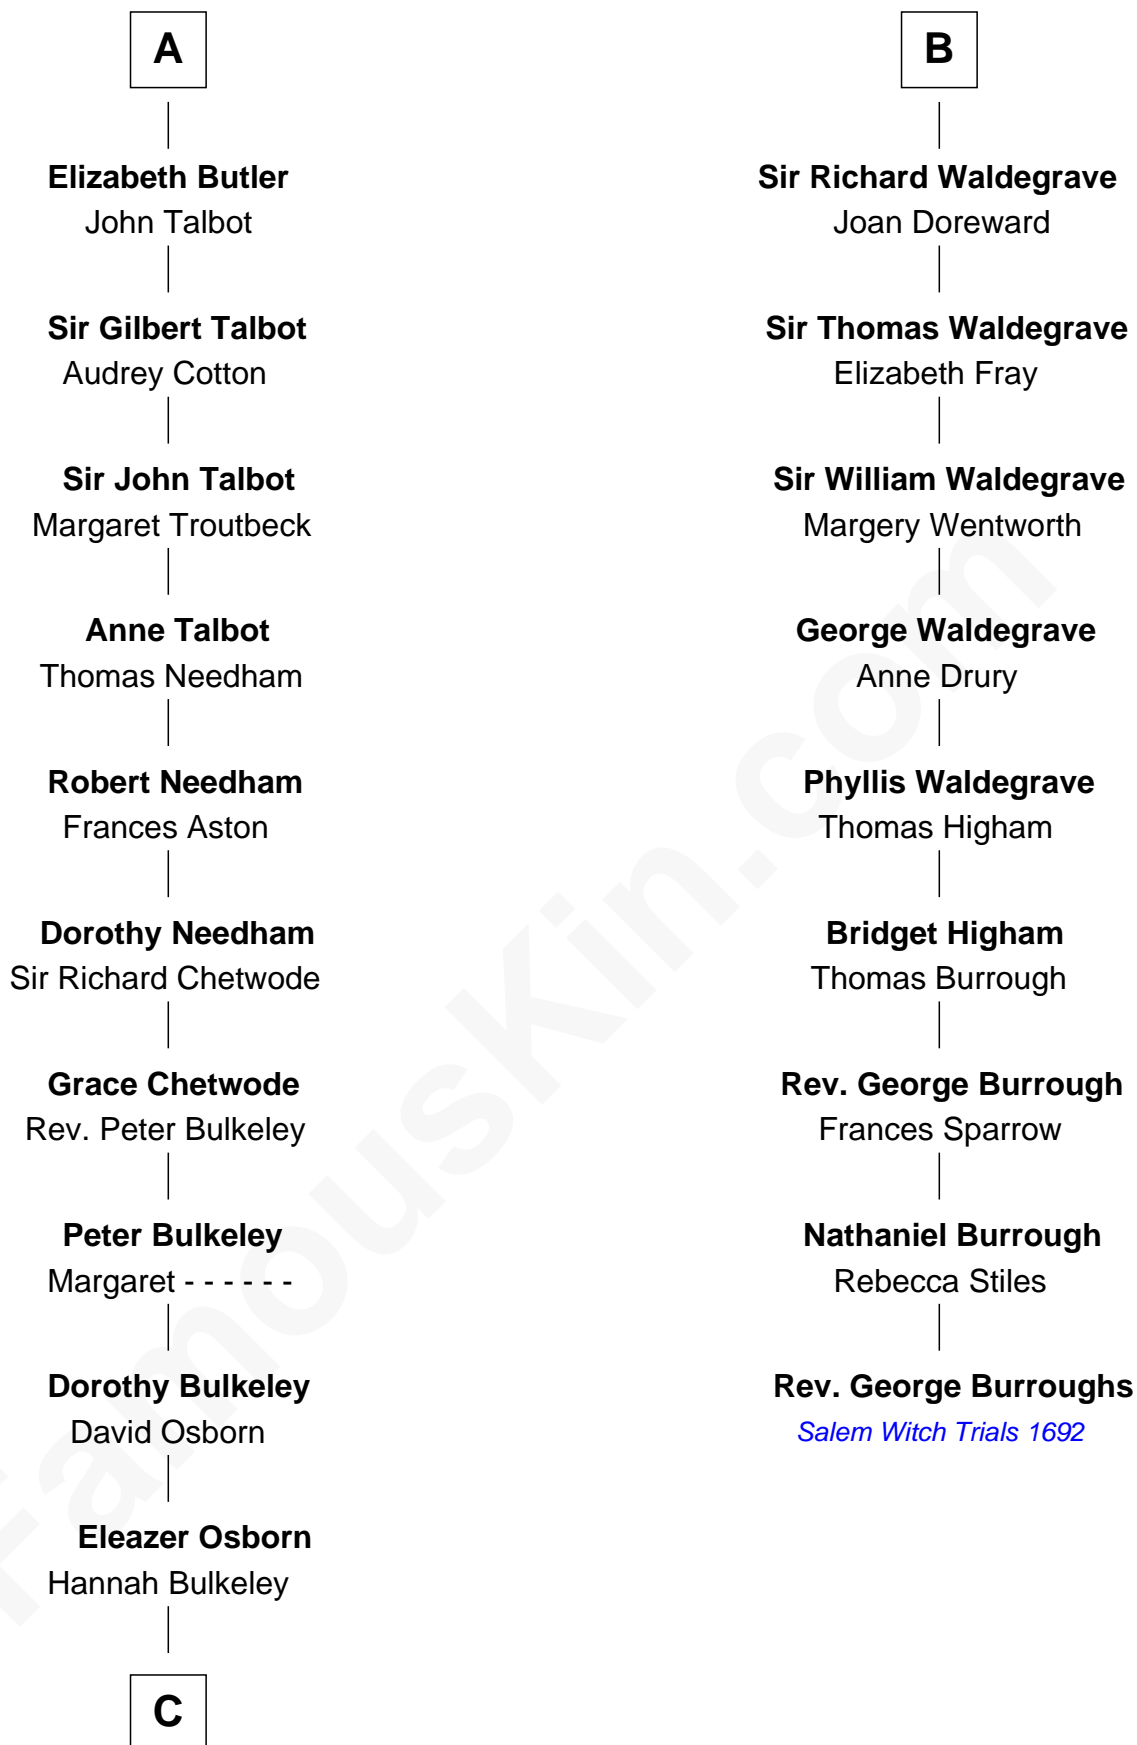 A
Elizabeth Butler
John Talbot
Sir Gilbert Talbot
Audrey Cotton
Sir John Talbot
Margaret Troutbeck
Anne Talbot
Thomas Needham
Robert Needham
Frances Aston
Dorothy Needham
Sir Richard Chetwode
Grace Chetwode
Rev. Peter Bulkeley
Peter Bulkeley
Margaret - - - - - -
Dorothy Bulkeley
David Osborn
Eleazer Osborn
Hannah Bulkeley
C
B
Sir Richard Waldegrave
Joan Doreward
Sir Thomas Waldegrave
Elizabeth Fray
Sir William Waldegrave
Margery Wentworth
George Waldegrave
Anne Drury
Phyllis Waldegrave
Thomas Higham
Bridget Higham
Thomas Burrough
Rev. George Burrough
Frances Sparrow
Nathaniel Burrough
Rebecca Stiles
Rev. George Burroughs
Salem Witch Trials 1692
FamousKin.com